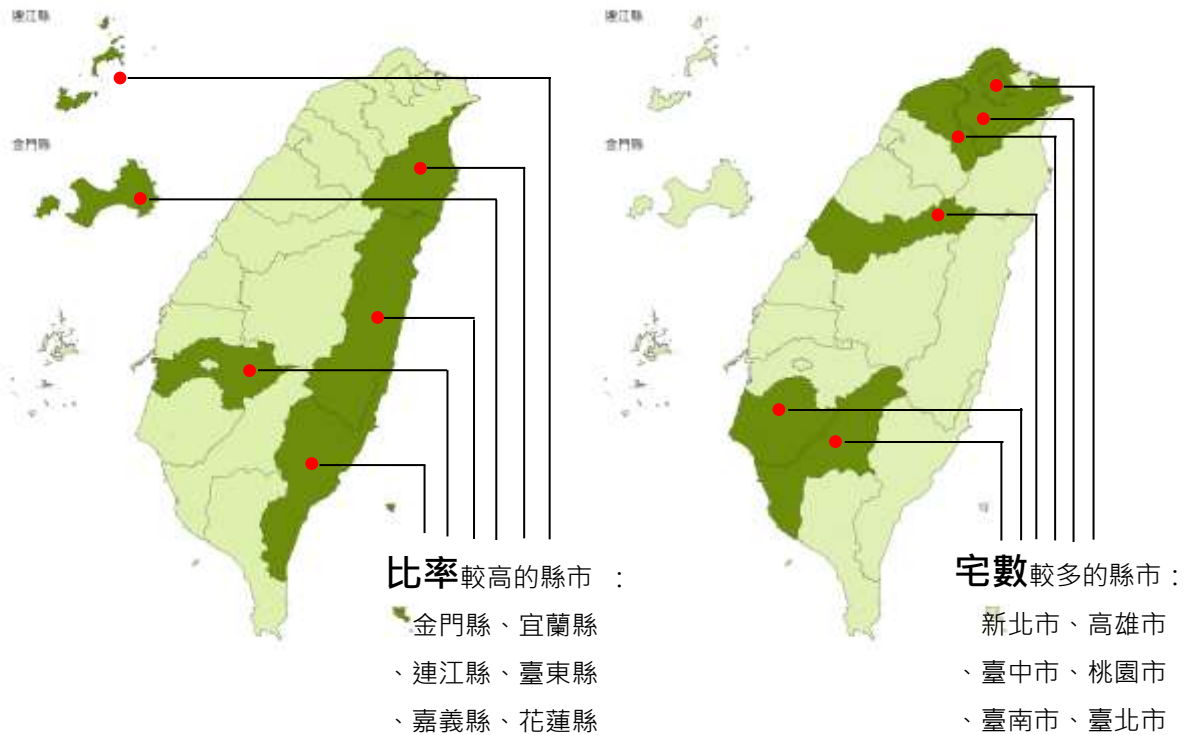 連江縣
金門縣
比率較高的縣市 :
金門縣、宜蘭縣
、連江縣、臺東縣
、嘉義縣、花蓮縣
連江縣
金門縣
宅數較多的縣市 :
新北市、高雄市
、臺中市、桃園市
、臺南市、臺北市